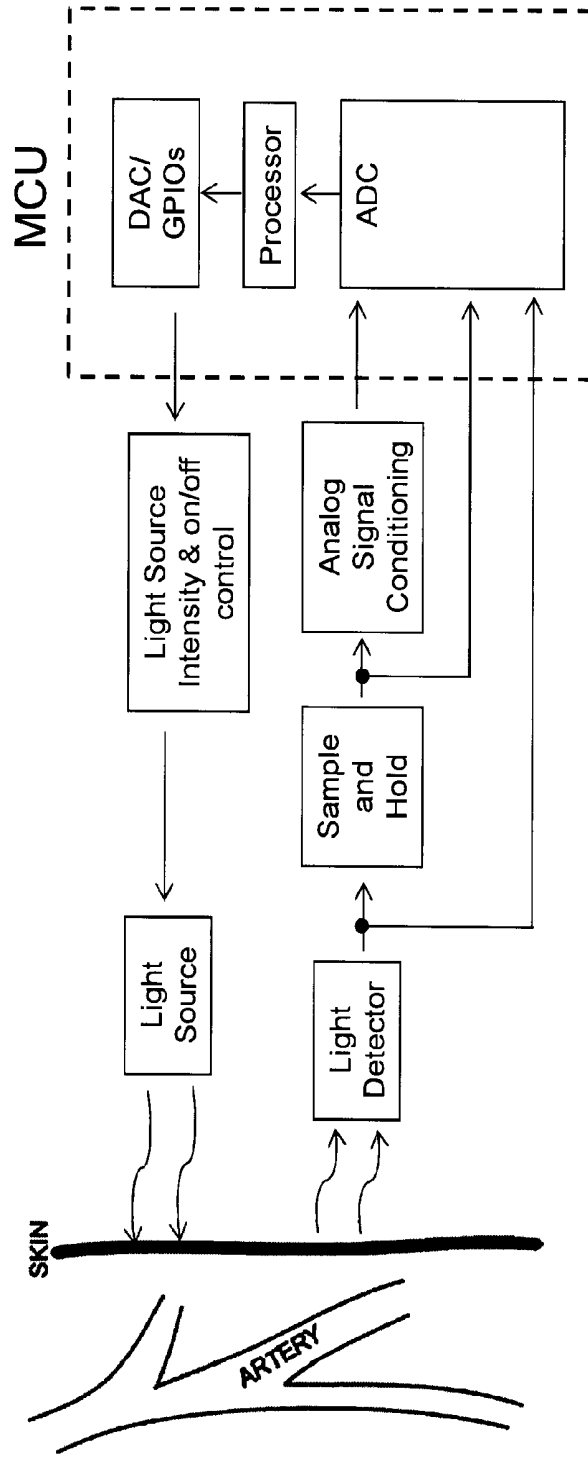 MCU
DAC/
GPIOs
Processor
ADC
Light Source
Intensity & on/off
control
Analog
Signal
Conditioning
Sample
and
Hold
Light
Source
Light
Detector
SKIN
ARTERY